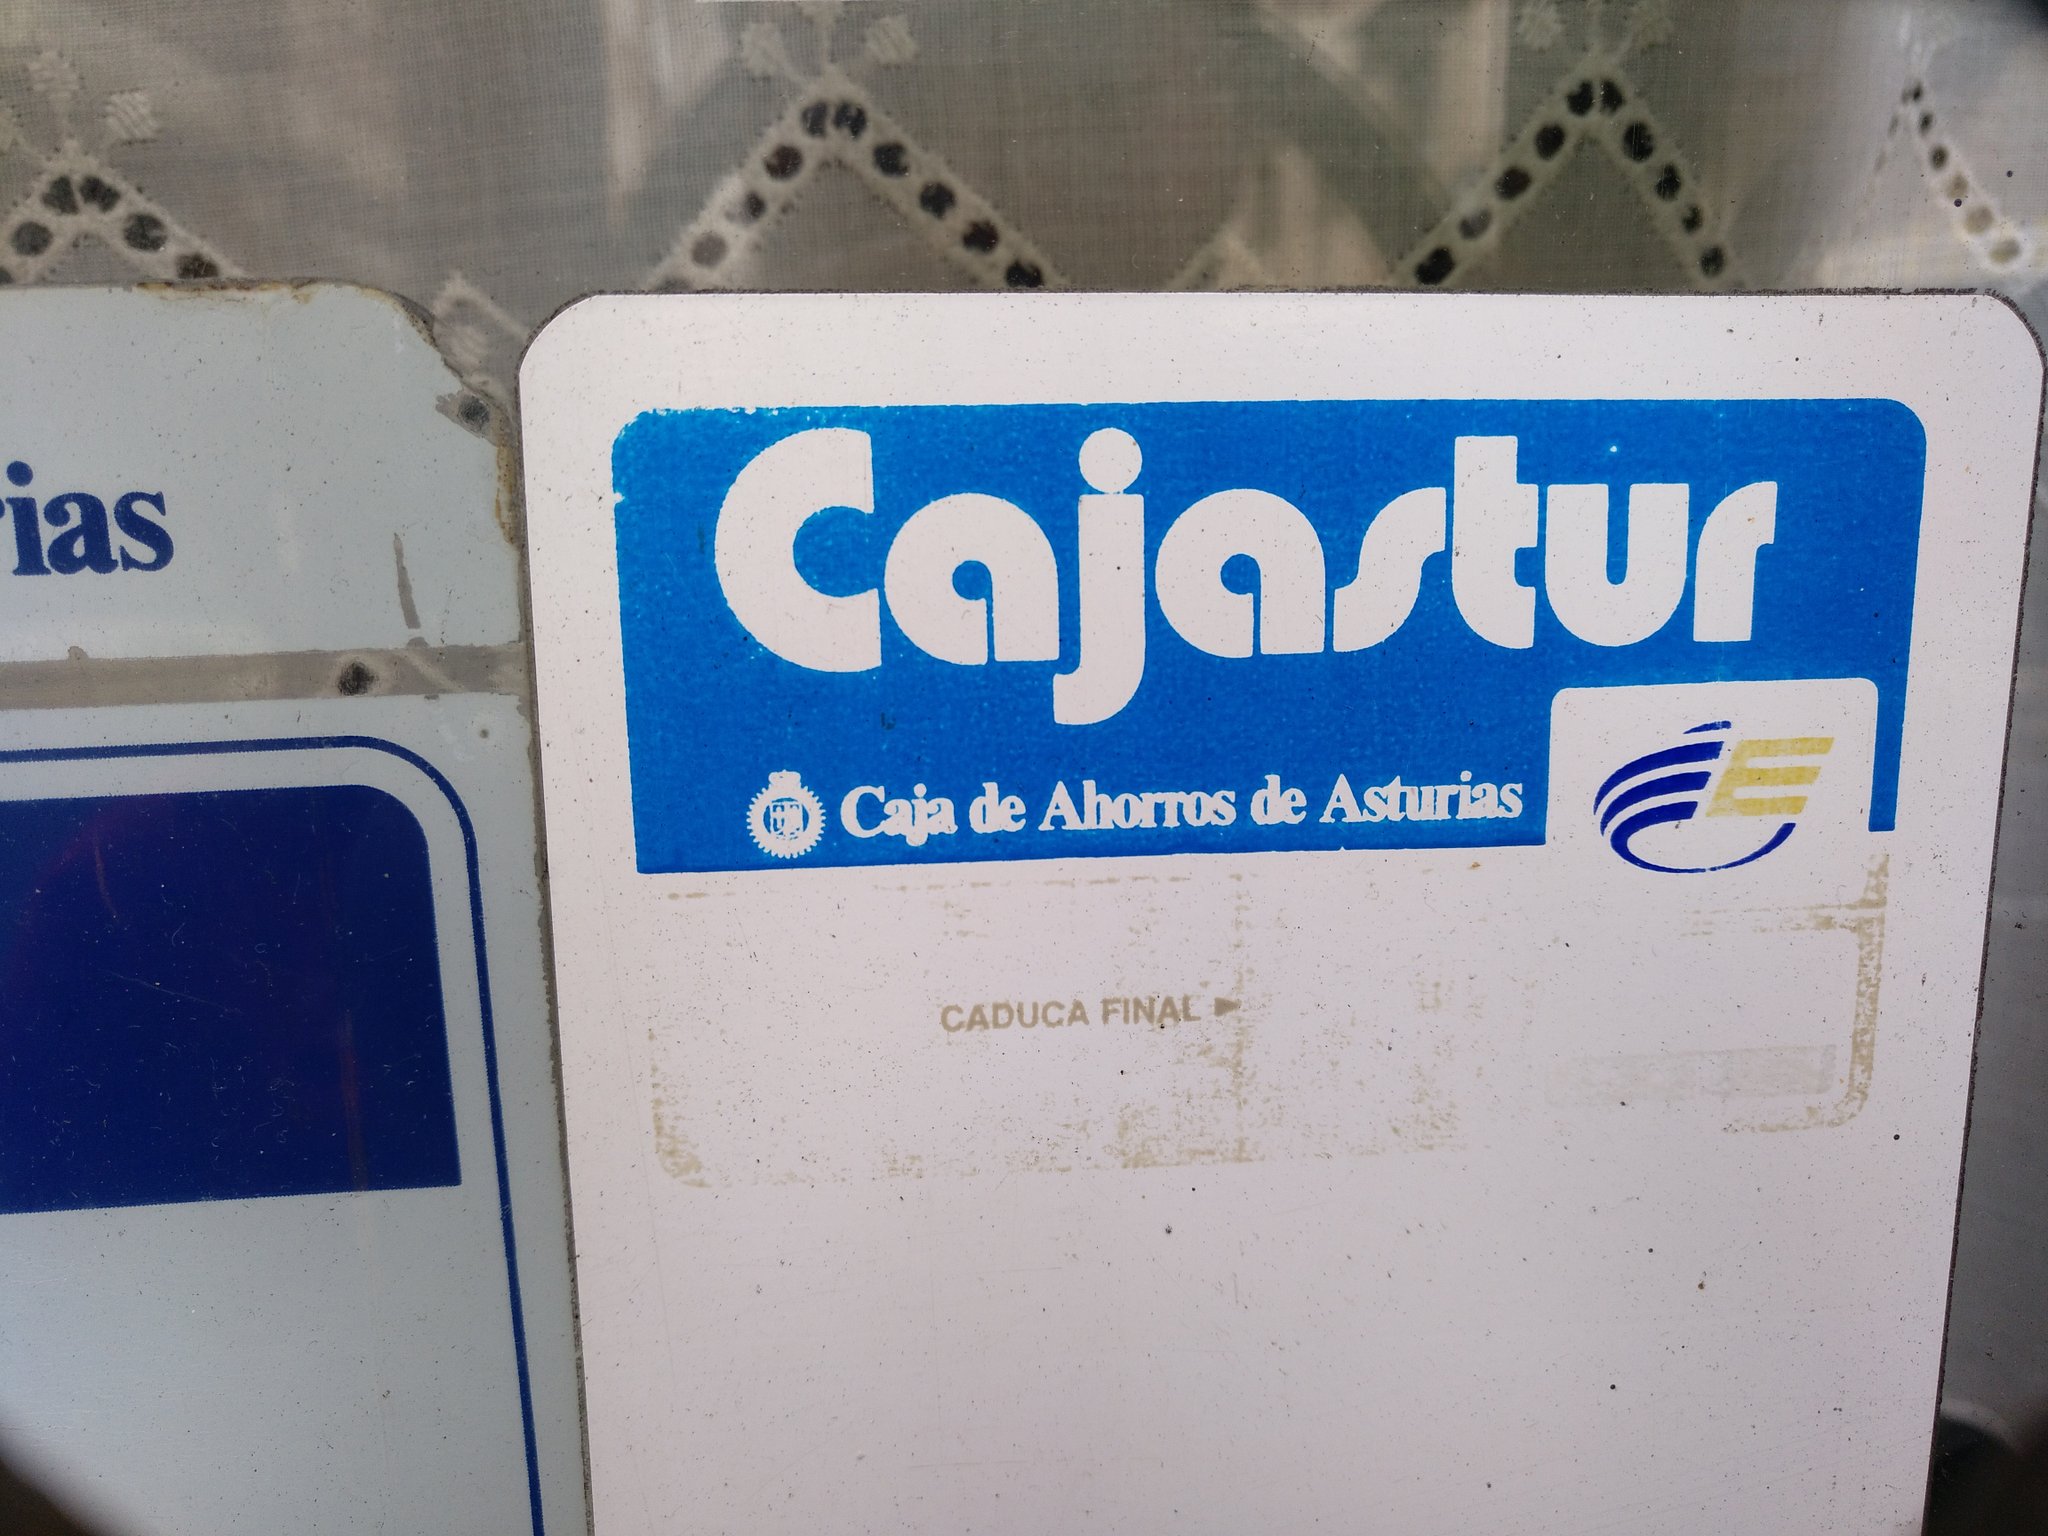 rias
Cajastur
Caja de Ahorros de Asturias
CADUCA FINAL ►